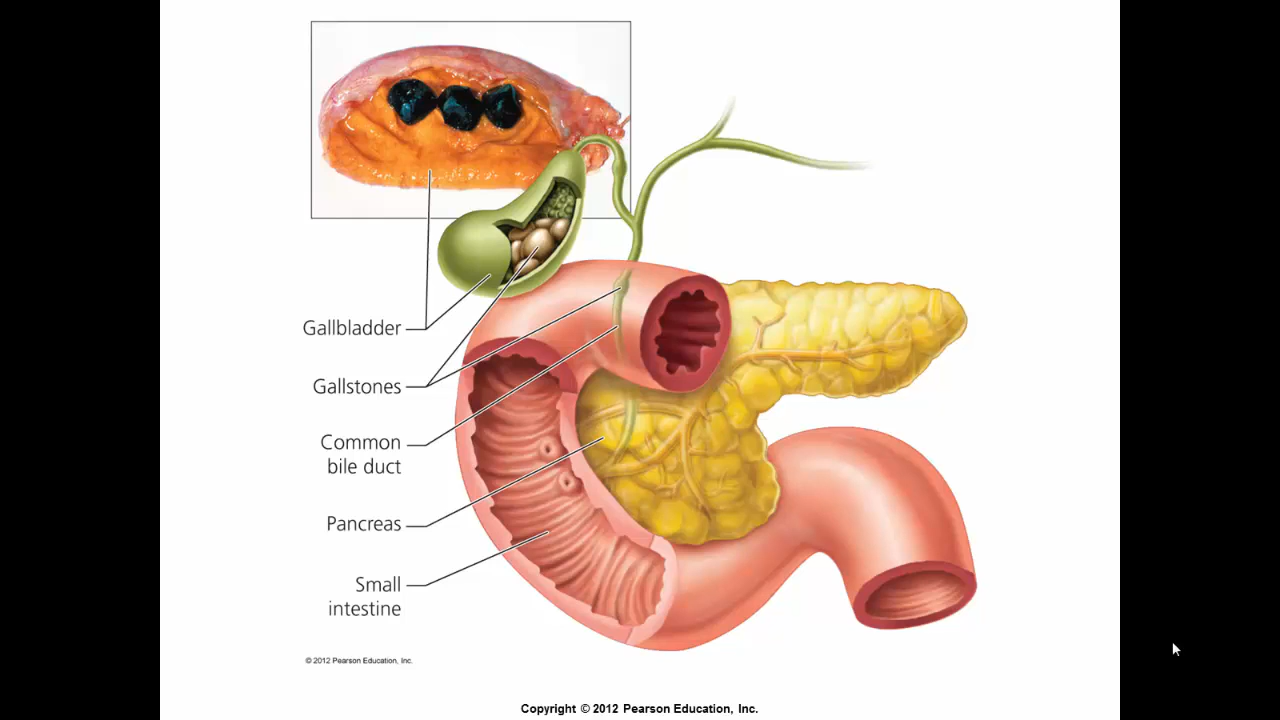 Gallbladder
Gallstones
Common
bile duct
Pancreas
Small
intestine
© 2012 Pearson Education, Inc.
Copyright © 2012 Pearson Education, Inc.